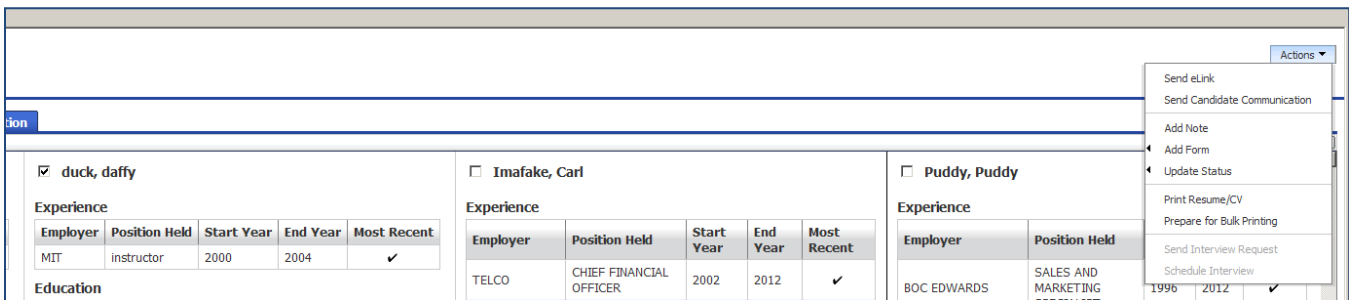 Actions
Send eLink
Send Candidate Communication
Add Note
Add Form
Update Status
Print Resume/CV
Prepare for Bulk Printing
Send Interview Request
Schedule Interview
tion
duck, daffy
Experience
Employer Position Held Start Year End Year Most Recent
MIT instructor 2000 2004 ✔
Education
Imafake, Carl
Experience
Employer Position Held Start Year End Year Most Recent
TELCO CHIEF FINANCIAL OFFICER 2002 2012 ✔
Puddy, Puddy
Experience
Employer Position Held
BOC EDWARDS SALES AND MARKETING 1996 2012 ✔